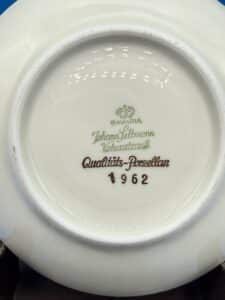 BAVARIA
Johann Seltmann
Vohenstrauß
Qualitäts-Porzellan
1962